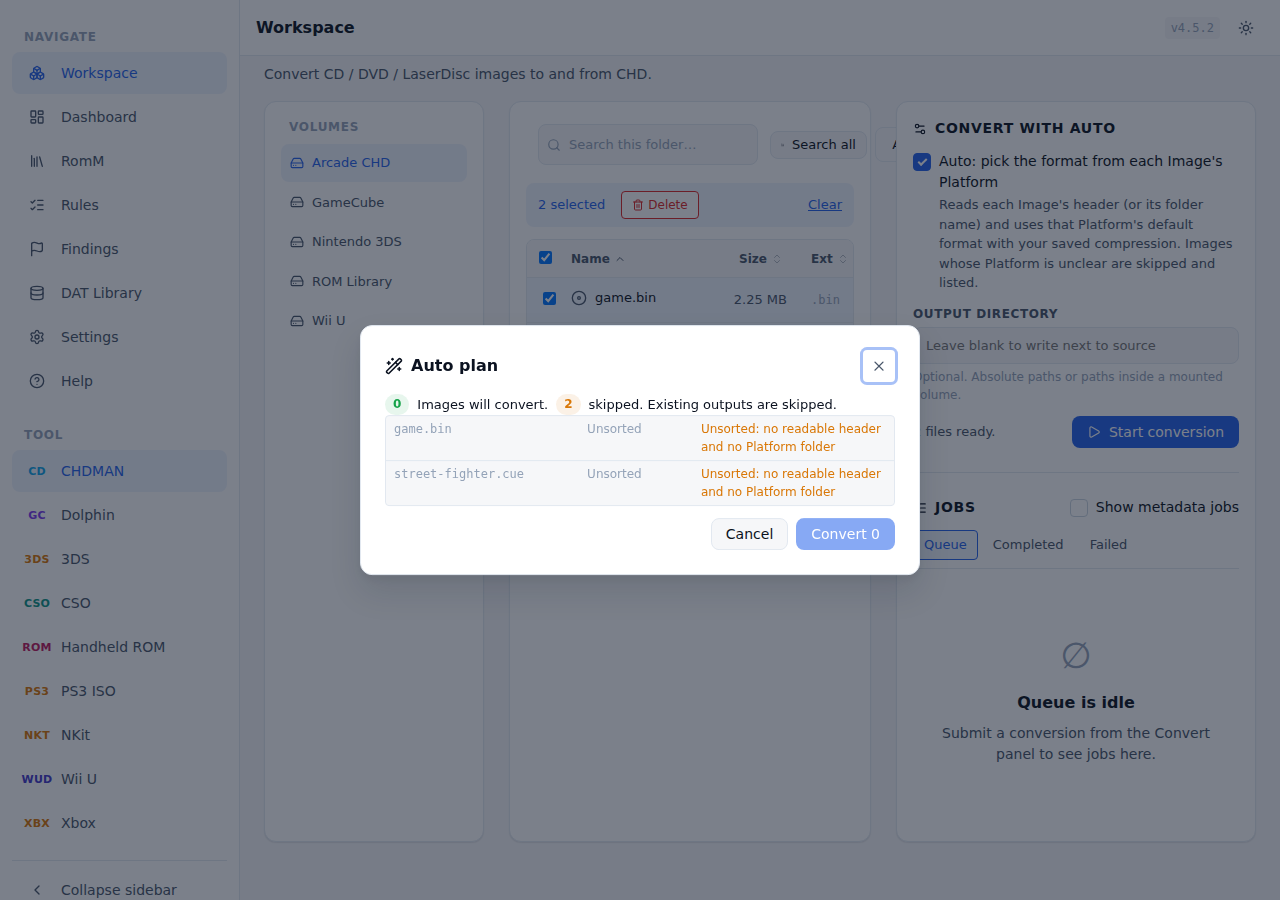 NAVIGATE
Workspace
Dashboard
RomM
Rules
Findings
DAT Library
Settings
Help
TOOL
CD CHDMAN
GC Dolphin
3DS 3DS
CSO CSO
ROM Handheld ROM
PS3 PS3 ISO
NKT NKit
WUD Wii U
XBX Xbox
Collapse sidebar
Workspace
v4.5.2
Convert CD / DVD / LaserDisc images to and from CHD.
VOLUMES
Arcade CHD
GameCube
Nintendo 3DS
ROM Library
Wii U
Search this folder...
Search all
2 selected
Delete
Clear
Name
Size
Ext
game.bin
2.25 MB
.bin
CONVERT WITH AUTO
Auto: pick the format from each Image's
Platform
Reads each Image's header (or its folder
name) and uses that Platform's default
format with your saved compression. Images
whose Platform is unclear are skipped and
listed.
OUTPUT DIRECTORY
Leave blank to write next to source
Optional. Absolute paths or paths inside a mounted
volume.
files ready.
Start conversion
JOBS
Show metadata jobs
Queue
Completed
Failed
Queue is idle
Submit a conversion from the Convert
panel to see jobs here.
Auto plan
0 Images will convert. 2 skipped. Existing outputs are skipped.
game.bin
Unsorted
Unsorted: no readable header
and no Platform folder
street-fighter.cue
Unsorted
Unsorted: no readable header
and no Platform folder
Cancel
Convert 0